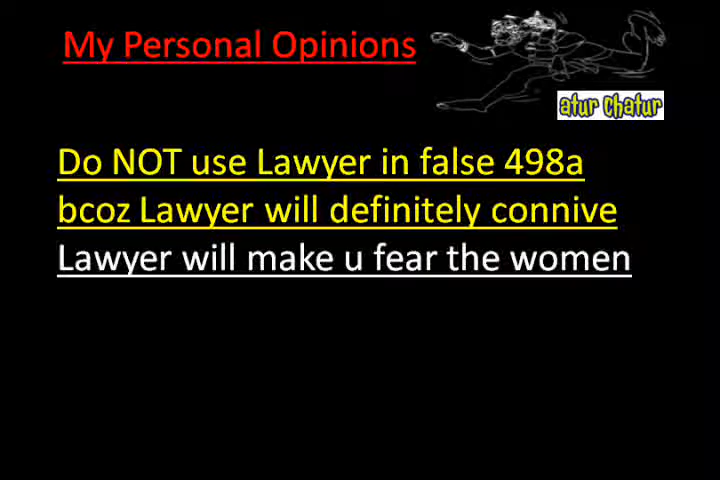 My Personal Opinions
atur chatur
Do NOT use Lawyer in false 498a
bcoz Lawyer will definitely connive
Lawyer will make u fear the women